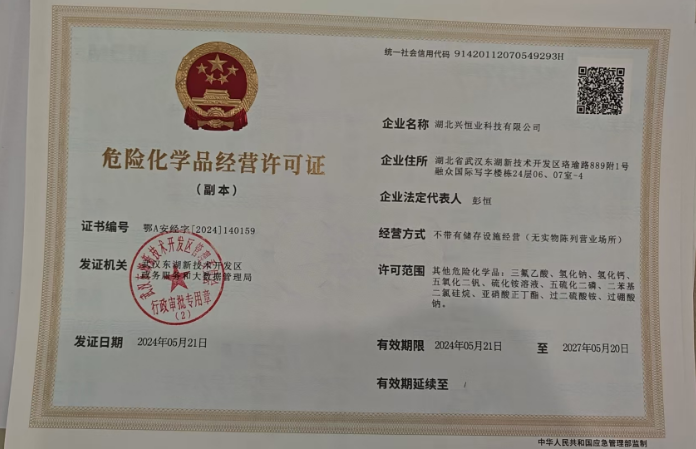 统一社会信用代码 91420112070549293H
危险化学品经营许可证
（副本）
证书编号 鄂A安经字[2024]140159
发证机关 武汉东湖新技术开发区
政务服务和大数据管理局
行政审批专用章
(2)
发证日期 2024年05月21日
企业名称 湖北兴恒业科技有限公司
企业住所 湖北省武汉东湖新技术开发区珞瑜路889附1号
融众国际写字楼栋24层06、07室-4
企业法定代表人 彭恒
经营方式 不带有储存设施经营（无实物陈列营业场所）
许可范围 其他危险化学品：三氟乙酸、氢化钠、氢化钙、
五氧化二钒、硫化铵溶液、五硫化二磷、二苯基
二氯硅烷、亚硝酸正丁酯、过二硫酸铵、过硼酸
钠。
有效期限 2024年05月21日 至 2027年05月20日
有效期延续至 /
中华人民共和国应急管理部监制